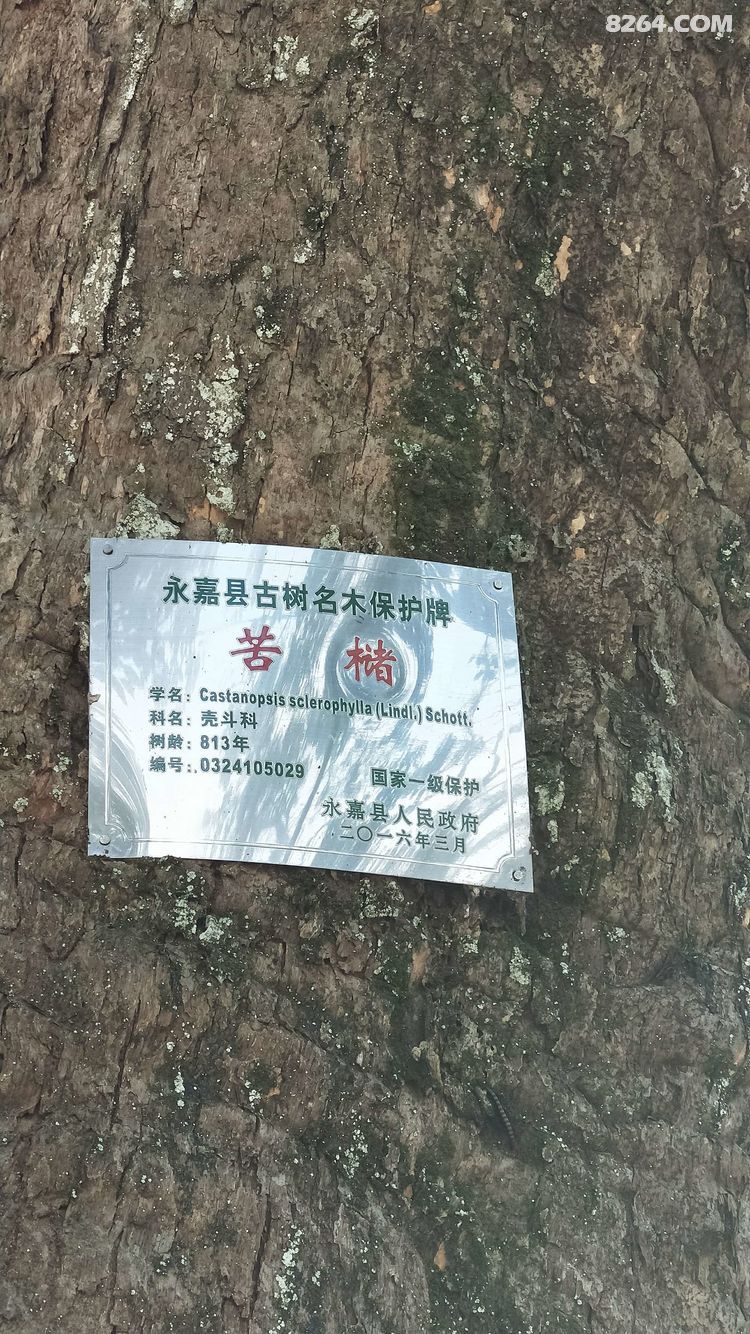 8264.COM
永嘉县古树名木保护牌
苦 槠
学名：Castanopsis sclerophylla (Lindl.) Schott.
科名：壳斗科
树龄：813年
编号：0324105029
国家一级保护
永嘉县人民政府
二〇一六年三月